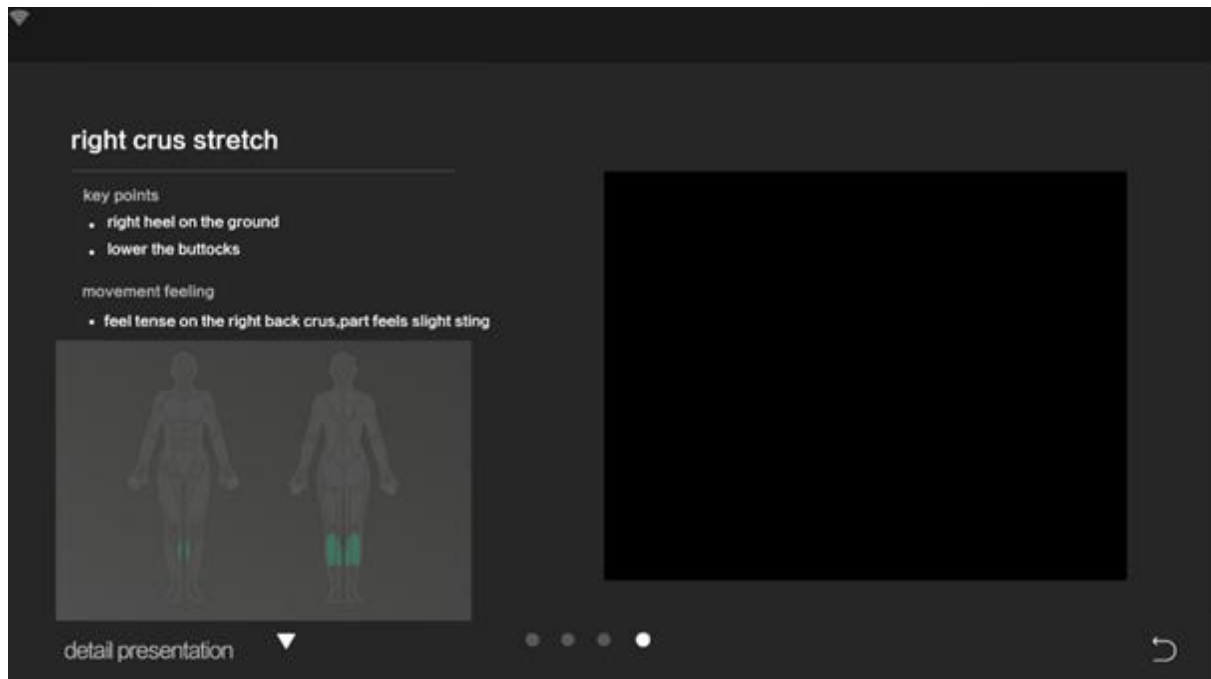 right crus stretch
key points
• right heel on the ground
• lower the buttocks
movement feeling
• feel tense on the right back crus,part feels slight sting
detail presentation